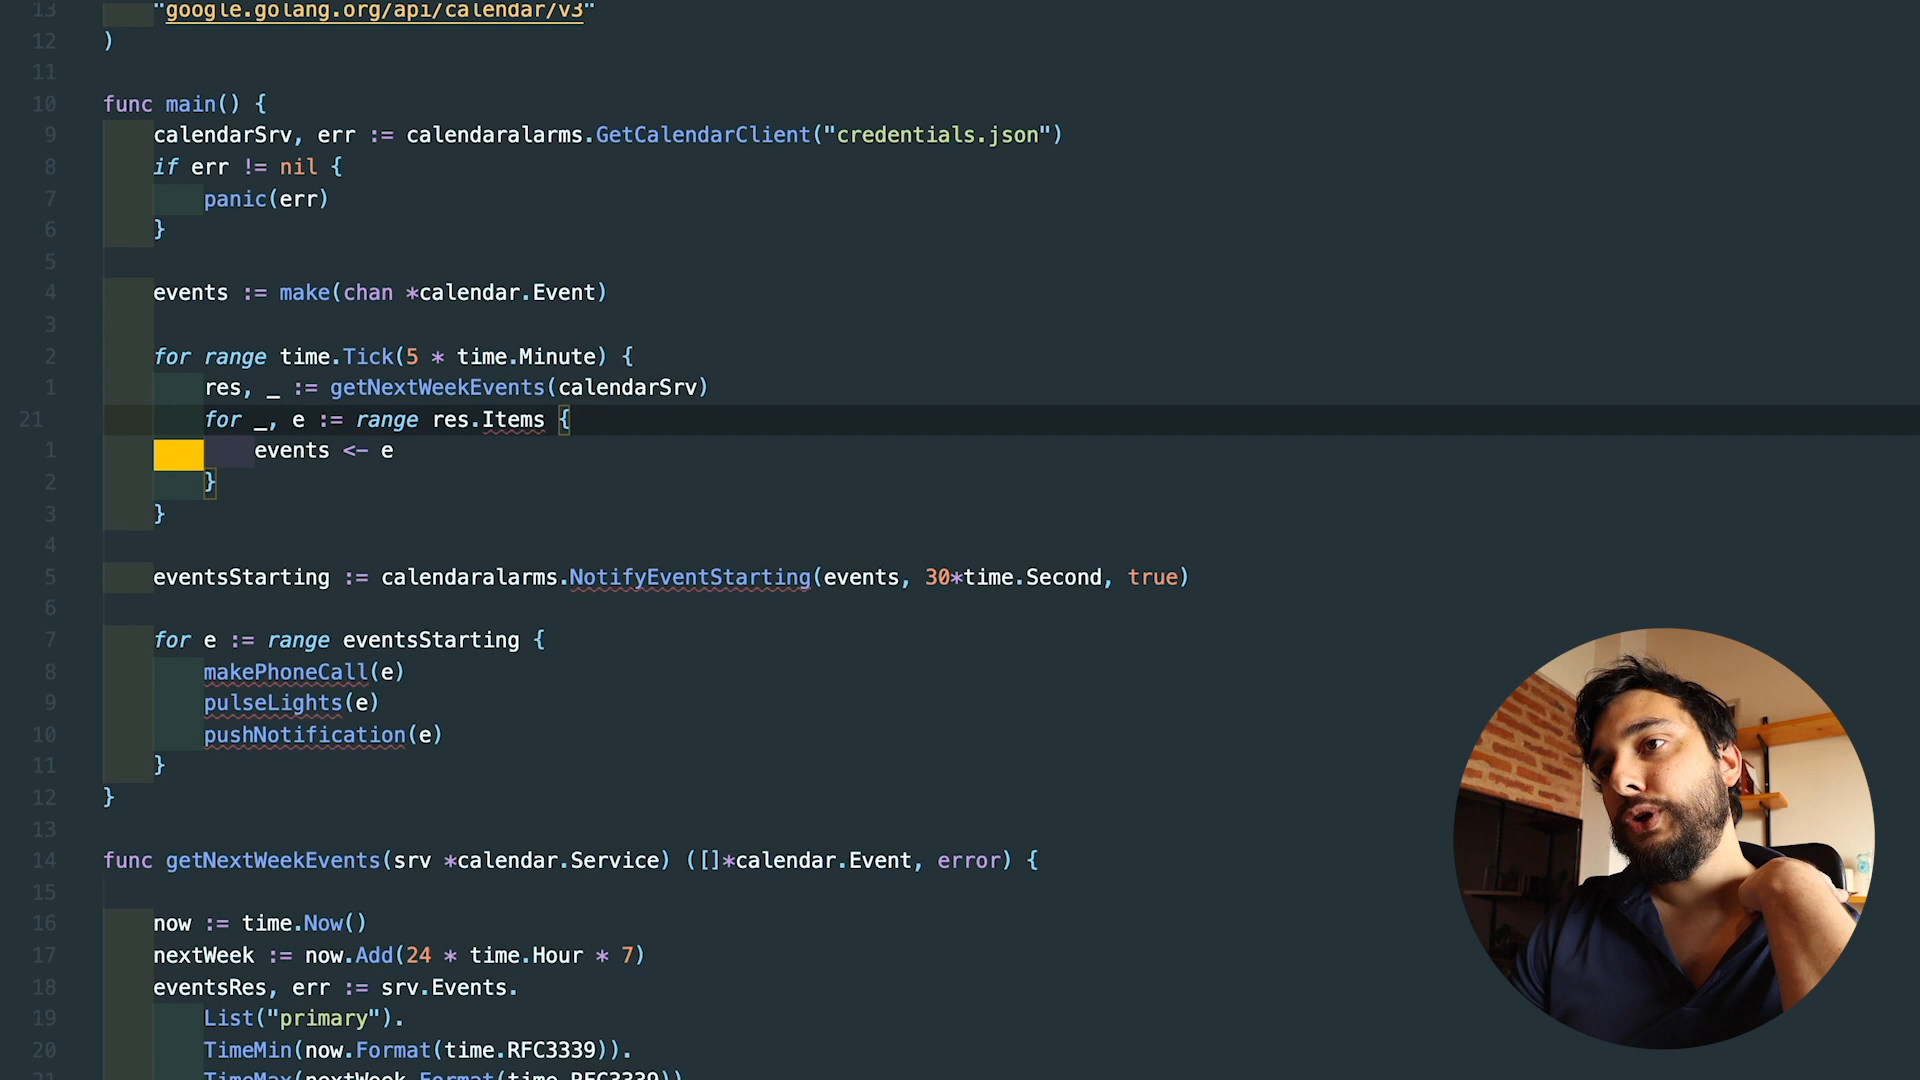 13 "google.golang.org/api/calendar/v3"
12 )
11
10 func main() {
9 calendarSrv, err := calendaralarms.GetCalendarClient("credentials.json")
8 if err != nil {
7 panic(err)
6 }
5
4 events := make(chan *calendar.Event)
3
2 for range time.Tick(5 * time.Minute) {
1 res, _ := getNextWeekEvents(calendarSrv)
21 for _, e := range res.Items {
1 events <- e
2 }
3 }
4
5 eventsStarting := calendaralarms.NotifyEventStarting(events, 30*time.Second, true)
6
7 for e := range eventsStarting {
8 makePhoneCall(e)
9 pulseLights(e)
10 pushNotification(e)
11 }
12 }
13
14 func getNextWeekEvents(srv *calendar.Service) ([]*calendar.Event, error) {
15
16 now := time.Now()
17 nextWeek := now.Add(24 * time.Hour * 7)
18 eventsRes, err := srv.Events.
19 List("primary").
20 TimeMin(now.Format(time.RFC3339)).
21 TimeMax(nextWeek.Format(time.RFC3339)).